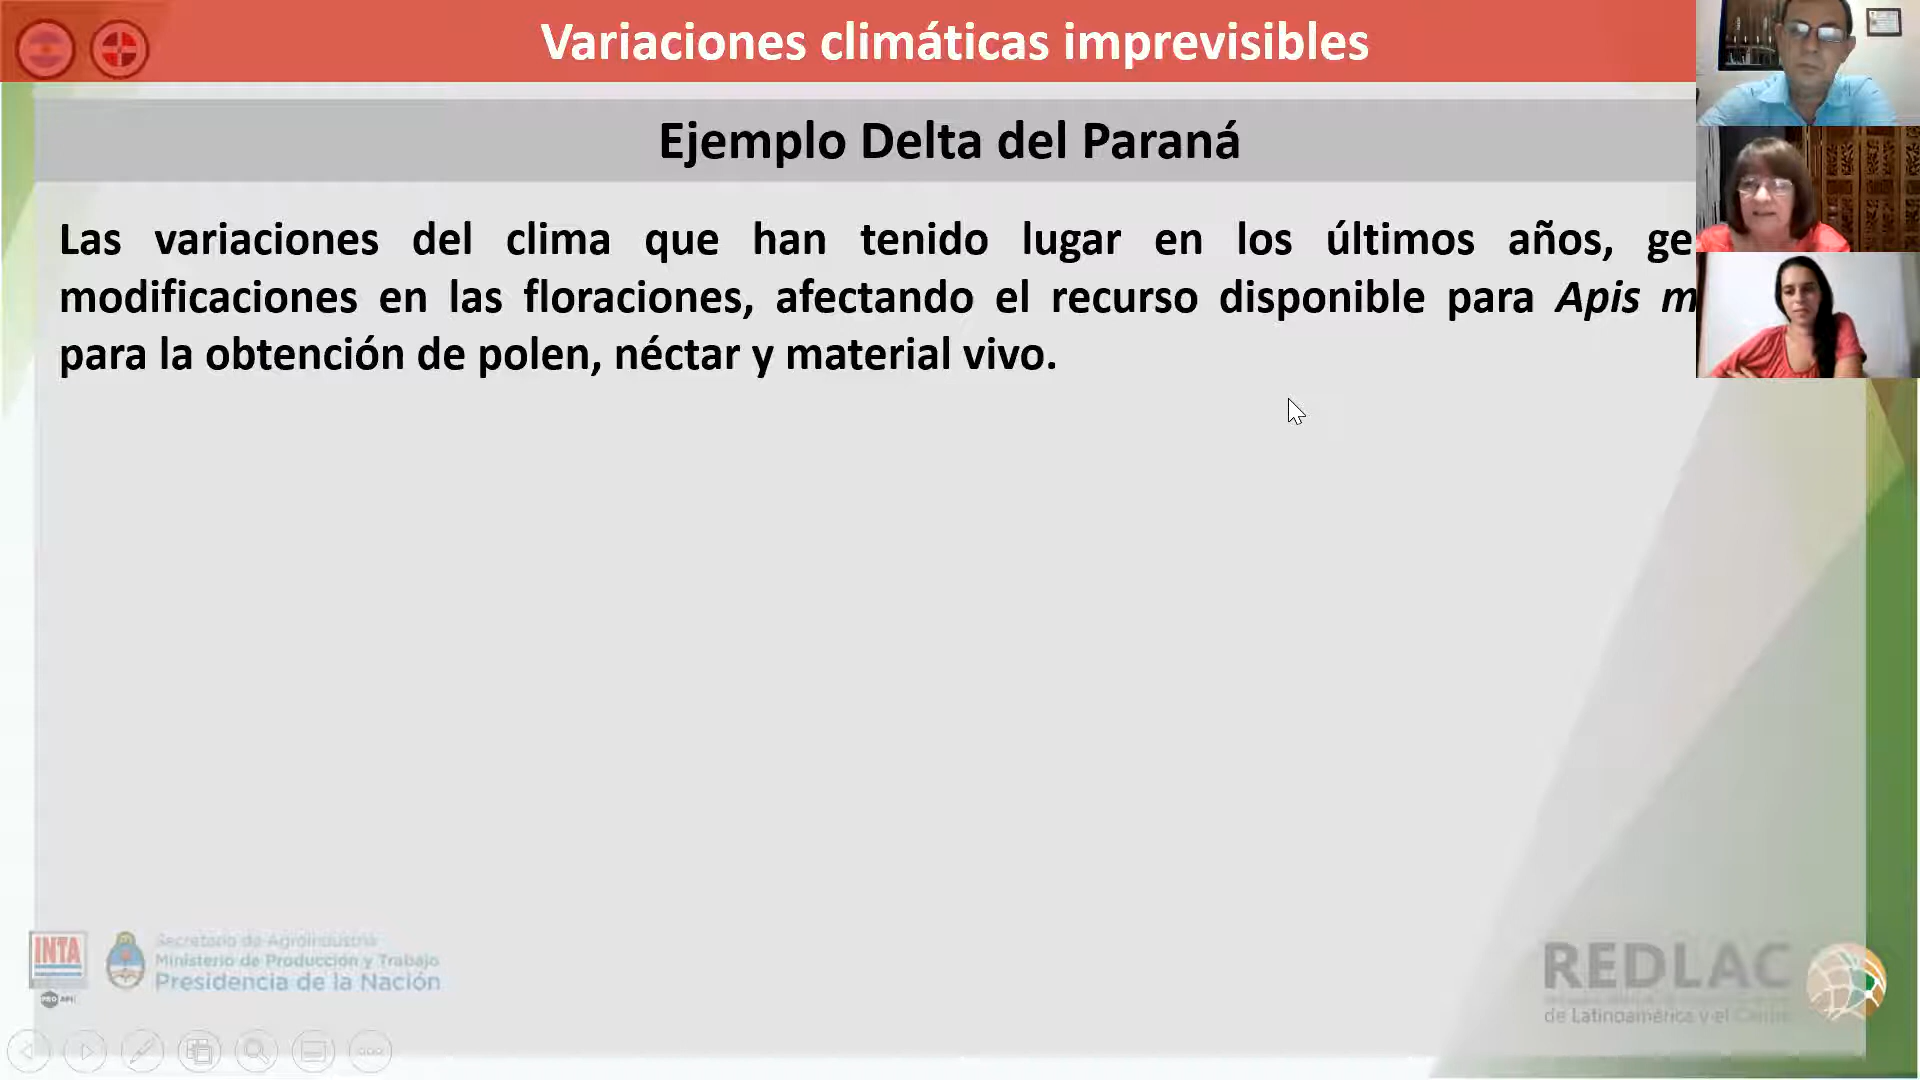 Variaciones climáticas imprevisibles
Ejemplo Delta del Paraná
Las variaciones del clima que han tenido lugar en los últimos años, ge
modificaciones en las floraciones, afectando el recurso disponible para Apis m
para la obtención de polen, néctar y material vivo.
INTA
Secretaría de Agroindustria
Ministerio de Producción y Trabajo
Presidencia de la Nación
REDLAC
de Latinoamérica y el Caribe